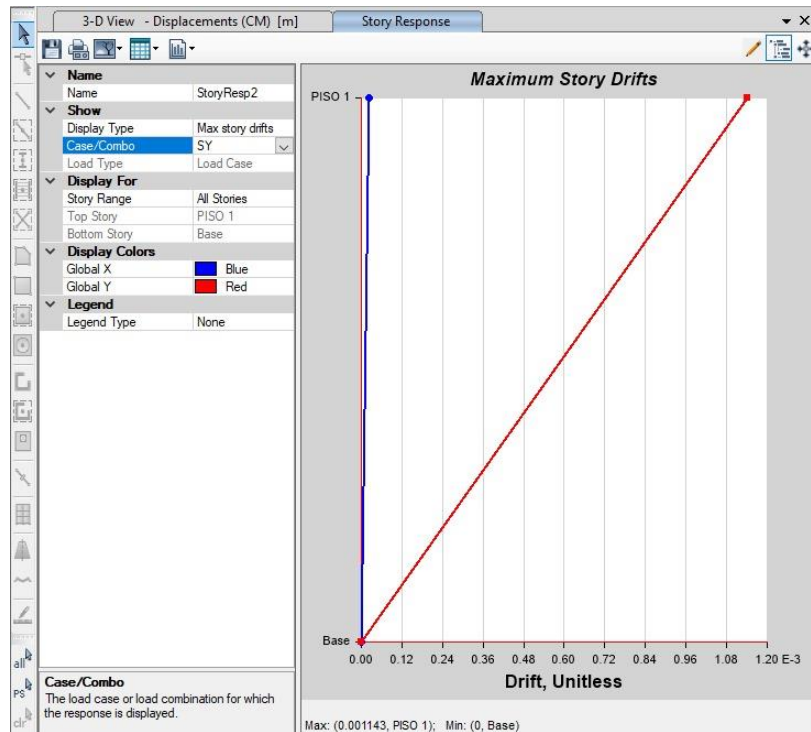 3-D View - Displacements (CM) [m]
Story Response
Name
Name StoryResp2
Show
Display Type Max story drifts
Case/Combo SY
Load Type Load Case
Display For
Story Range All Stories
Top Story PISO 1
Bottom Story Base
Display Colors
Global X Blue
Global Y Red
Legend
Legend Type None
Case/Combo
The load case or load combination for which
the response is displayed.
all
PS
clr
Maximum Story Drifts
PISO 1
Base
0.00 0.12 0.24 0.36 0.48 0.60 0.72 0.84 0.96 1.08 1.20 E-3
Drift, Unitless
Max: (0.001143, PISO 1); Min: (0, Base)